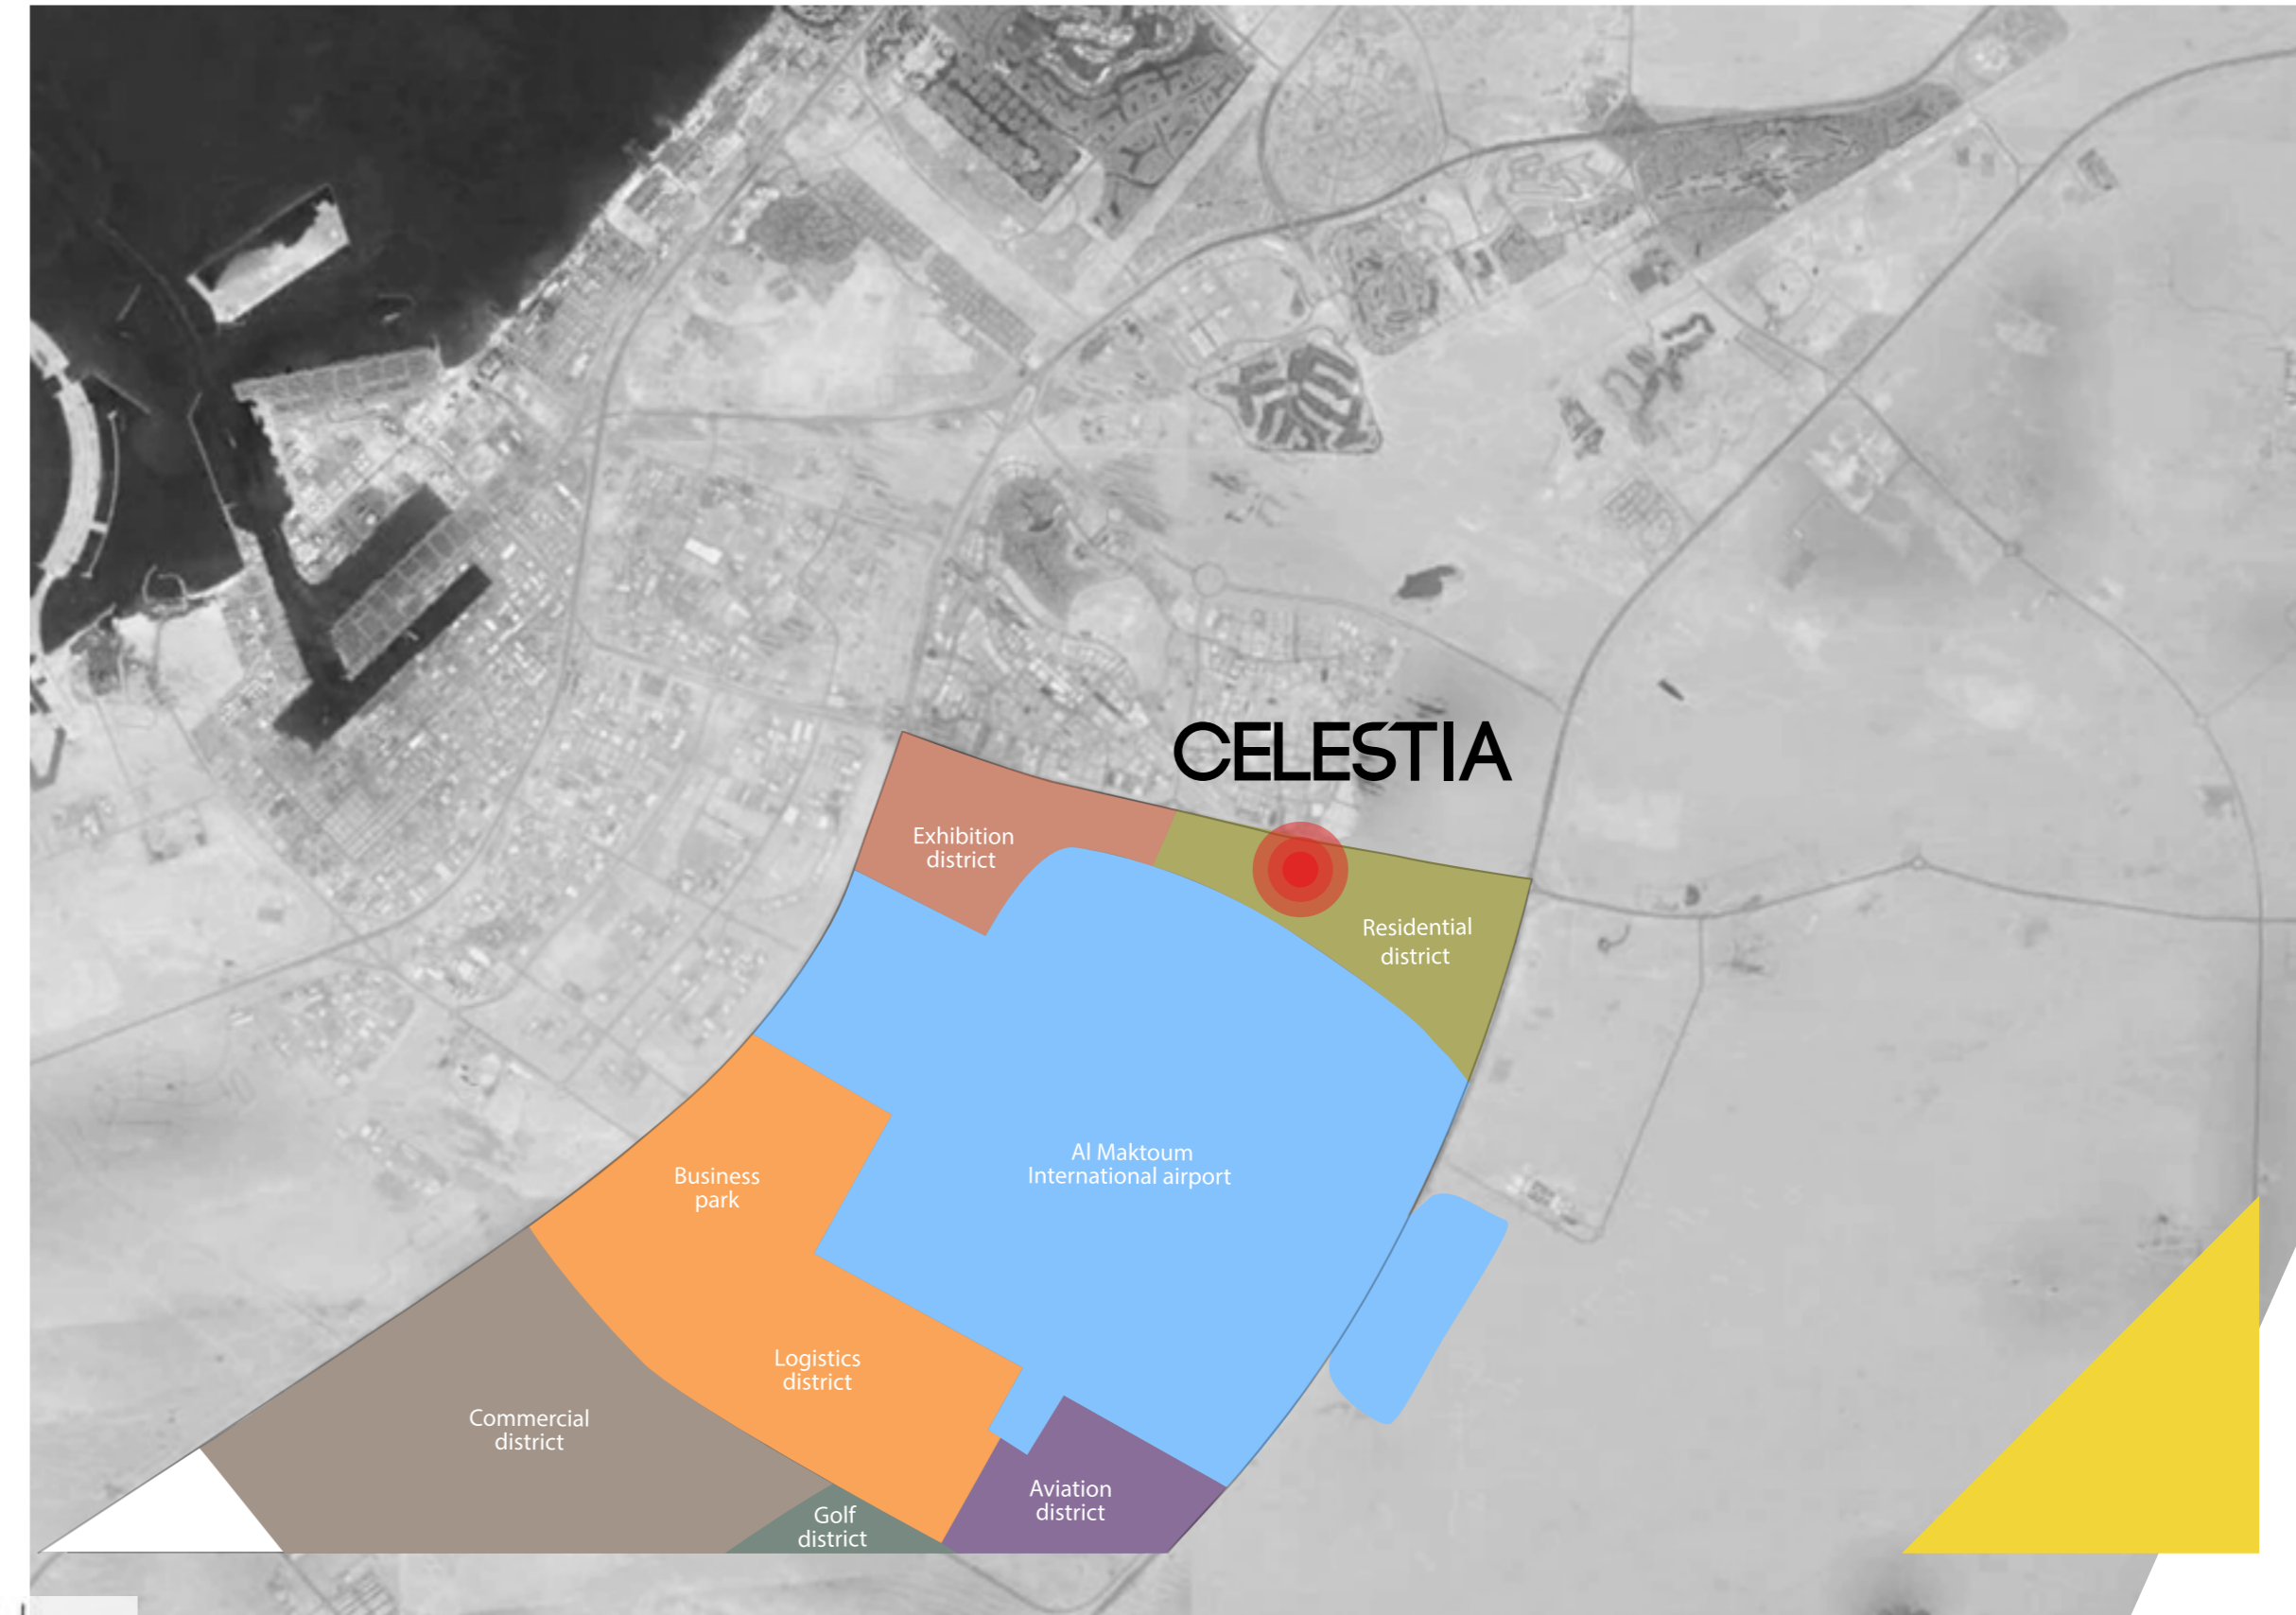 CELESTIA
Exhibition
district
Residential
district
Al Maktoum
International airport
Business
park
Logistics
district
Commercial
district
Aviation
district
Golf
district